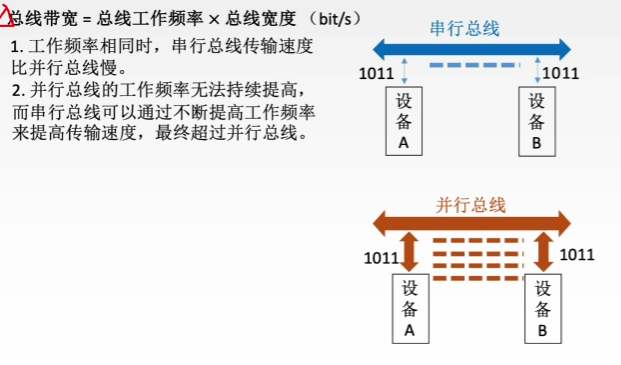 总线带宽 = 总线工作频率 × 总线宽度 （bit/s）
1. 工作频率相同时，串行总线传输速度
比并行总线慢。
2. 并行总线的工作频率无法持续提高，
而串行总线可以通过不断提高工作频率
来提高传输速度，最终超过并行总线。
串行总线
1011
1011
设
备
A
设
备
B
并行总线
1011
1011
设
备
A
设
备
B